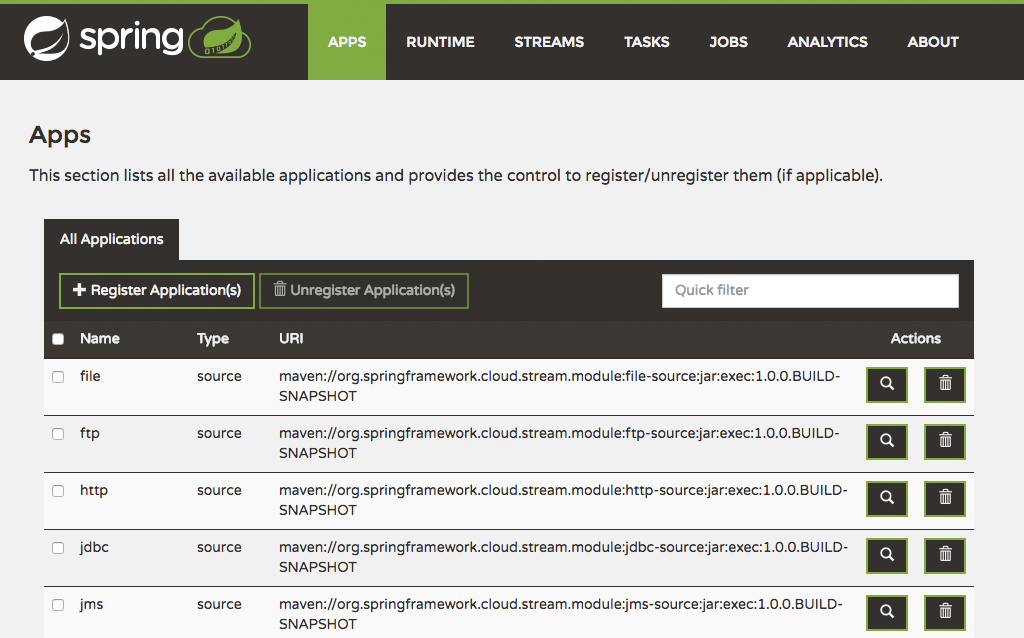 spring
APPS RUNTIME STREAMS TASKS JOBS ANALYTICS ABOUT
Apps
This section lists all the available applications and provides the control to register/unregister them (if applicable).
All Applications
Register Application(s) Unregister Application(s) Quick filter
Name Type URI Actions
file source maven://org.springframework.cloud.stream.module:file-source:jar:exec:1.0.0.BUILD-
SNAPSHOT
ftp source maven://org.springframework.cloud.stream.module:ftp-source:jar:exec:1.0.0.BUILD-
SNAPSHOT
http source maven://org.springframework.cloud.stream.module:http-source:jar:exec:1.0.0.BUILD-
SNAPSHOT
jdbc source maven://org.springframework.cloud.stream.module:jdbc-source:jar:exec:1.0.0.BUILD-
SNAPSHOT
jms source maven://org.springframework.cloud.stream.module:jms-source:jar:exec:1.0.0.BUILD-
SNAPSHOT